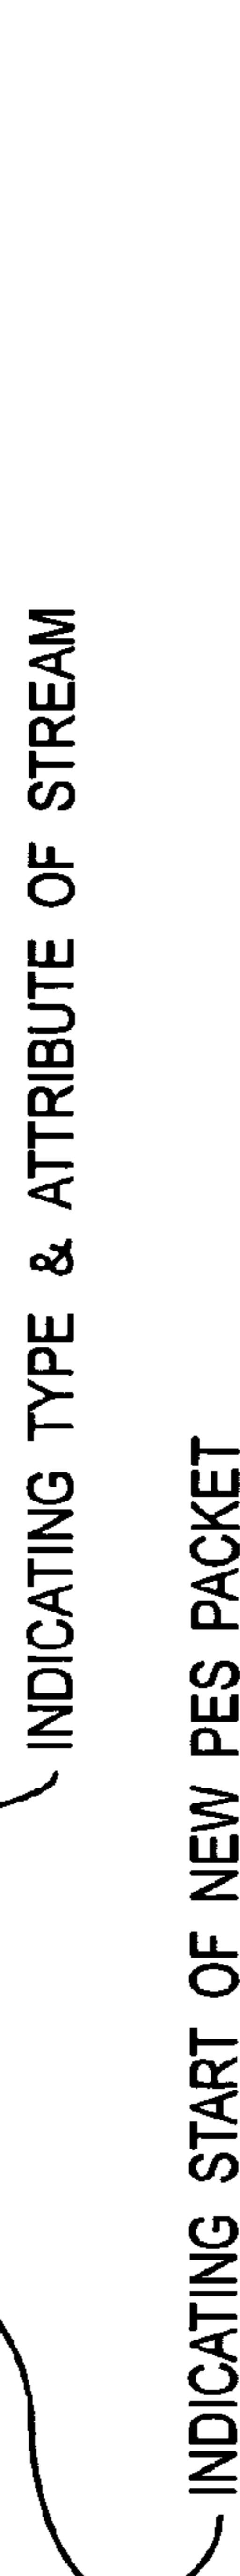 INDICATING TYPE & ATTRIBUTE OF STREAM
INDICATING START OF NEW PES PACKET